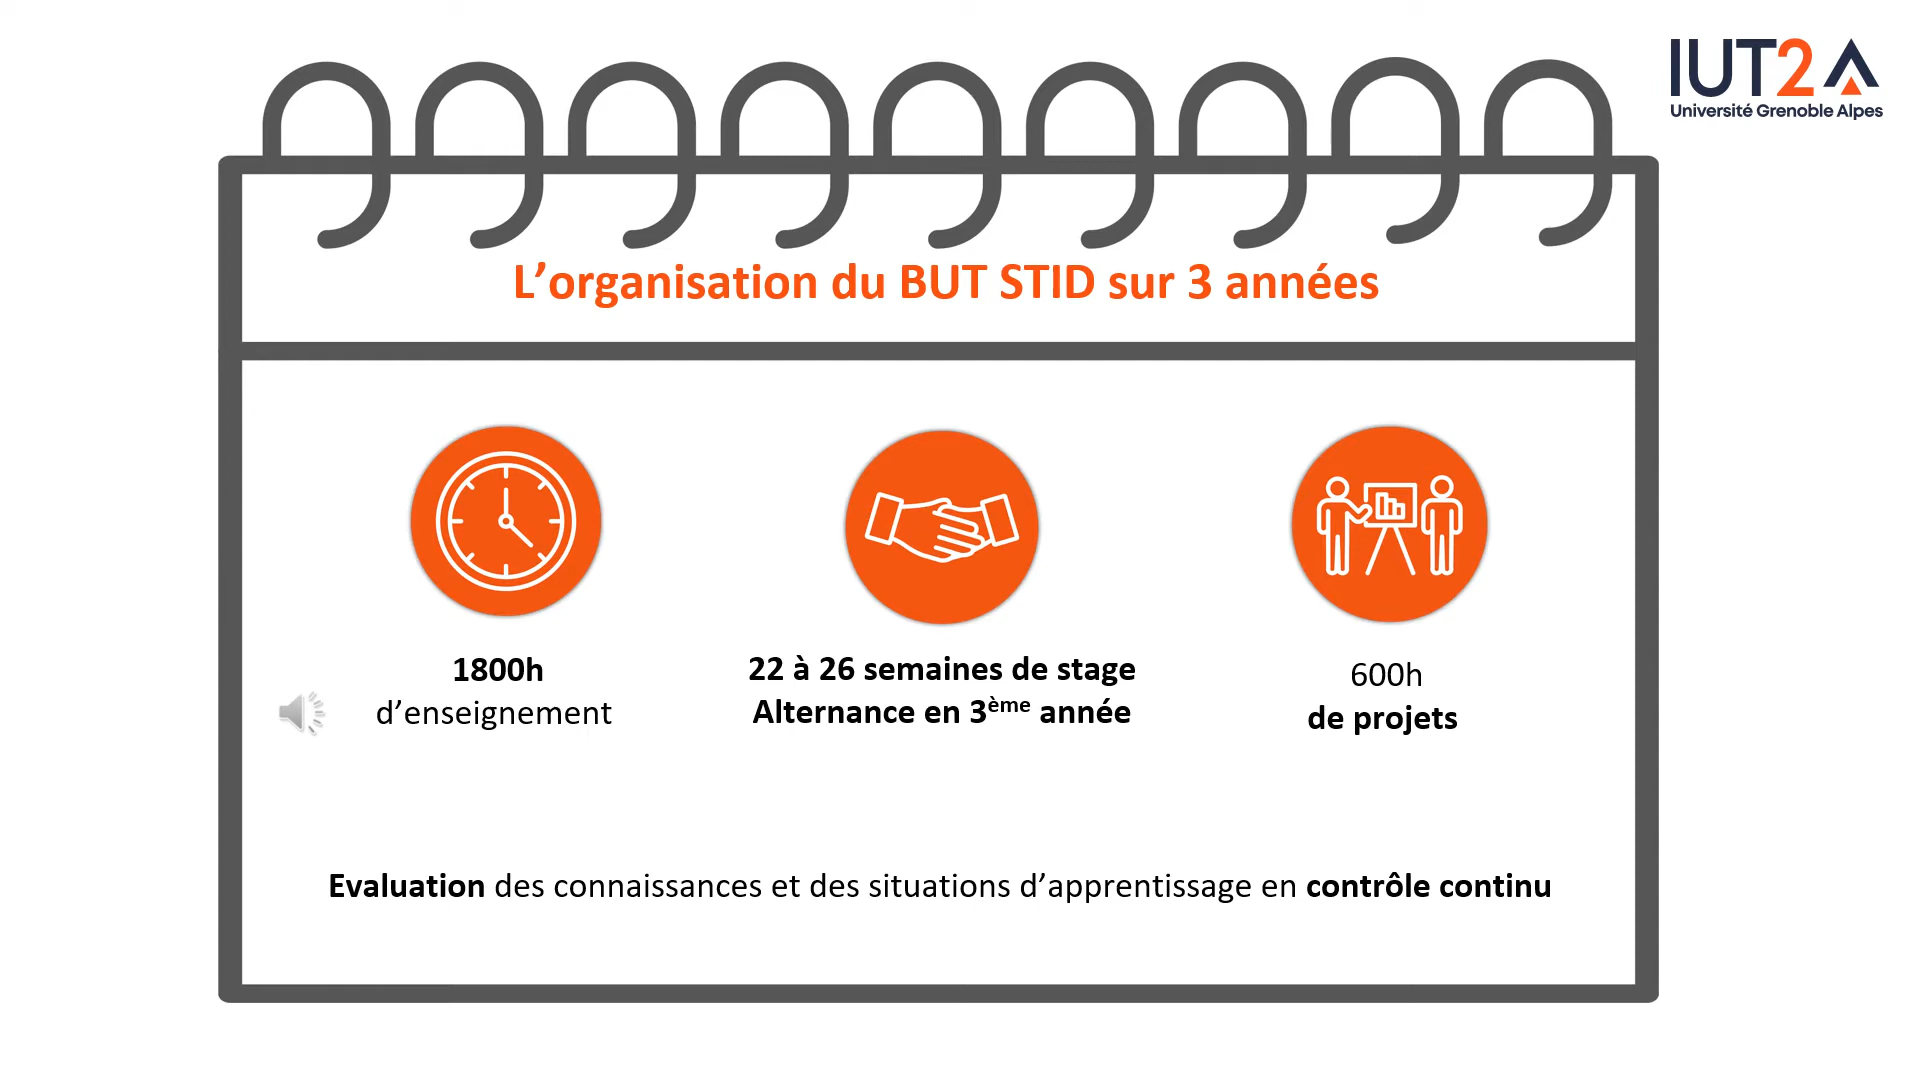 IUT2
Université Grenoble Alpes
L’organisation du BUT STID sur 3 années
1800h
d’enseignement
22 à 26 semaines de stage
Alternance en 3ème année
600h
de projets
Evaluation des connaissances et des situations d’apprentissage en contrôle continu